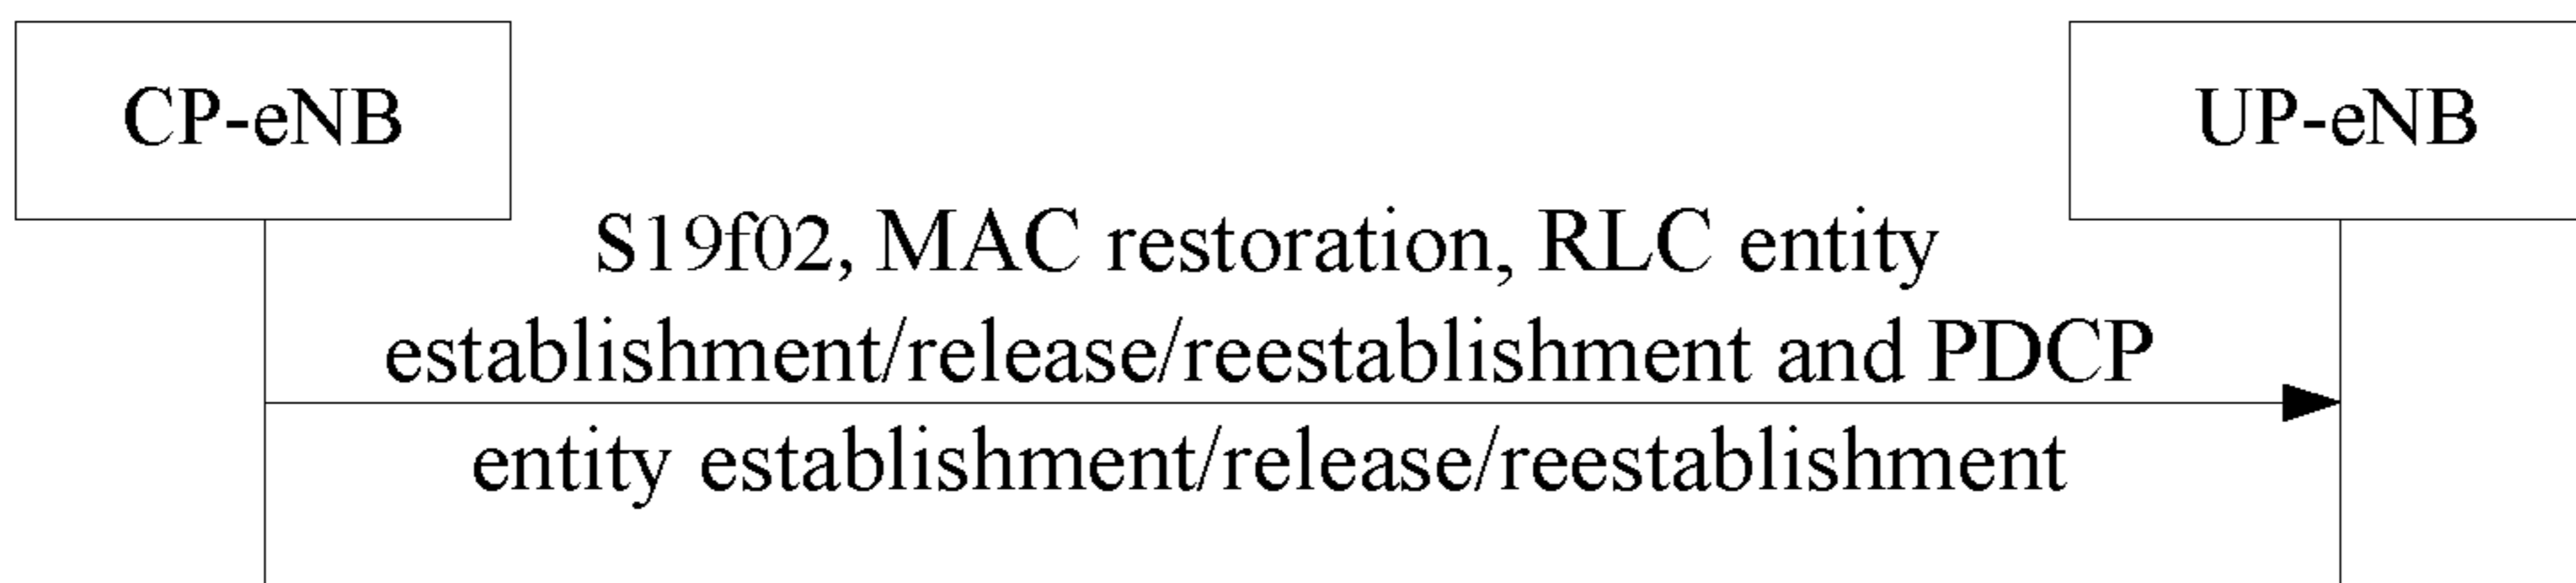 CP-eNB
UP-eNB
S19f02, MAC restoration, RLC entity
establishment/release/reestablishment and PDCP
entity establishment/release/reestablishment